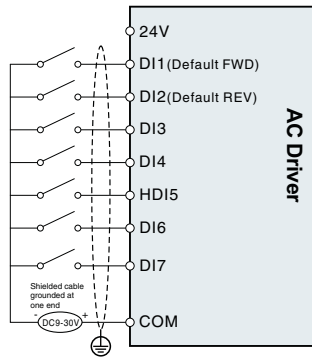 24V
DI1(Default FWD)
DI2(Default REV)
DI3
DI4
HDI5
DI6
DI7
COM
AC Driver
Shielded cable
grounded at
one end
- +
DC9-30V